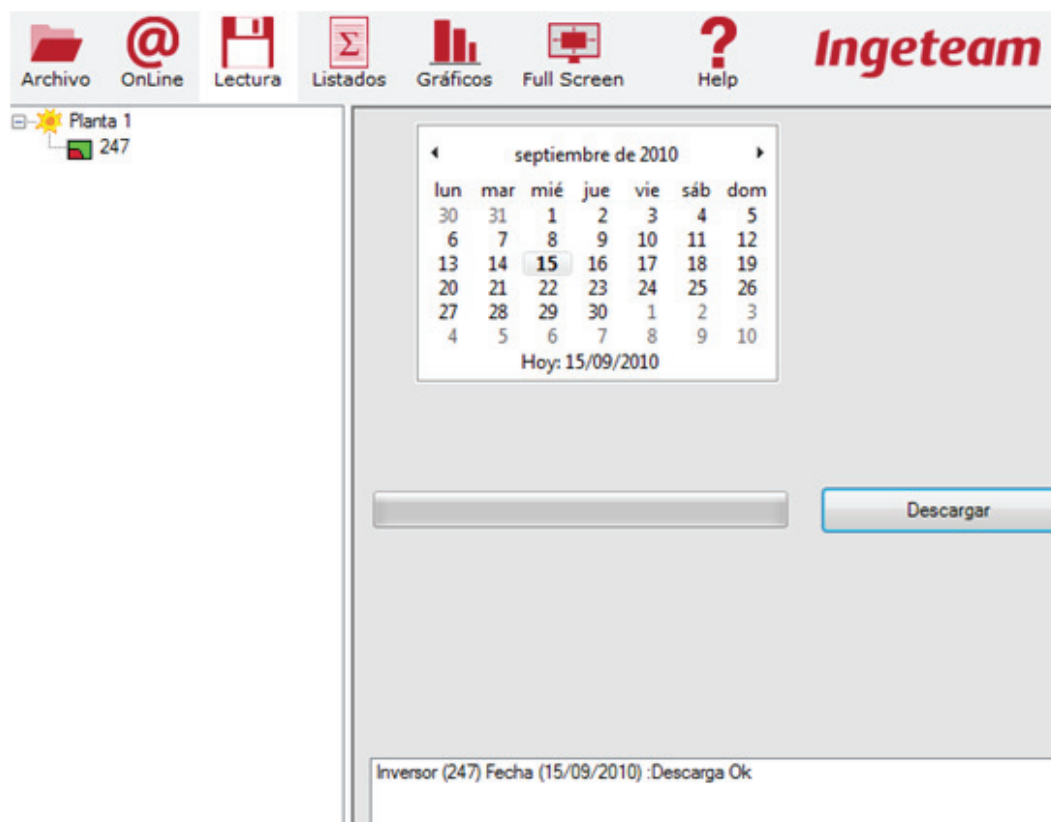 Archivo OnLine Lectura Listados Gráficos Full Screen Help Ingeteam
Planta 1
247
septiembre de 2010
lun mar mié jue vie sáb dom
30 31 1 2 3 4 5
6 7 8 9 10 11 12
13 14 15 16 17 18 19
20 21 22 23 24 25 26
27 28 29 30 1 2 3
4 5 6 7 8 9 10
Hoy: 15/09/2010
Descargar
Inversor (247) Fecha (15/09/2010) :Descarga Ok